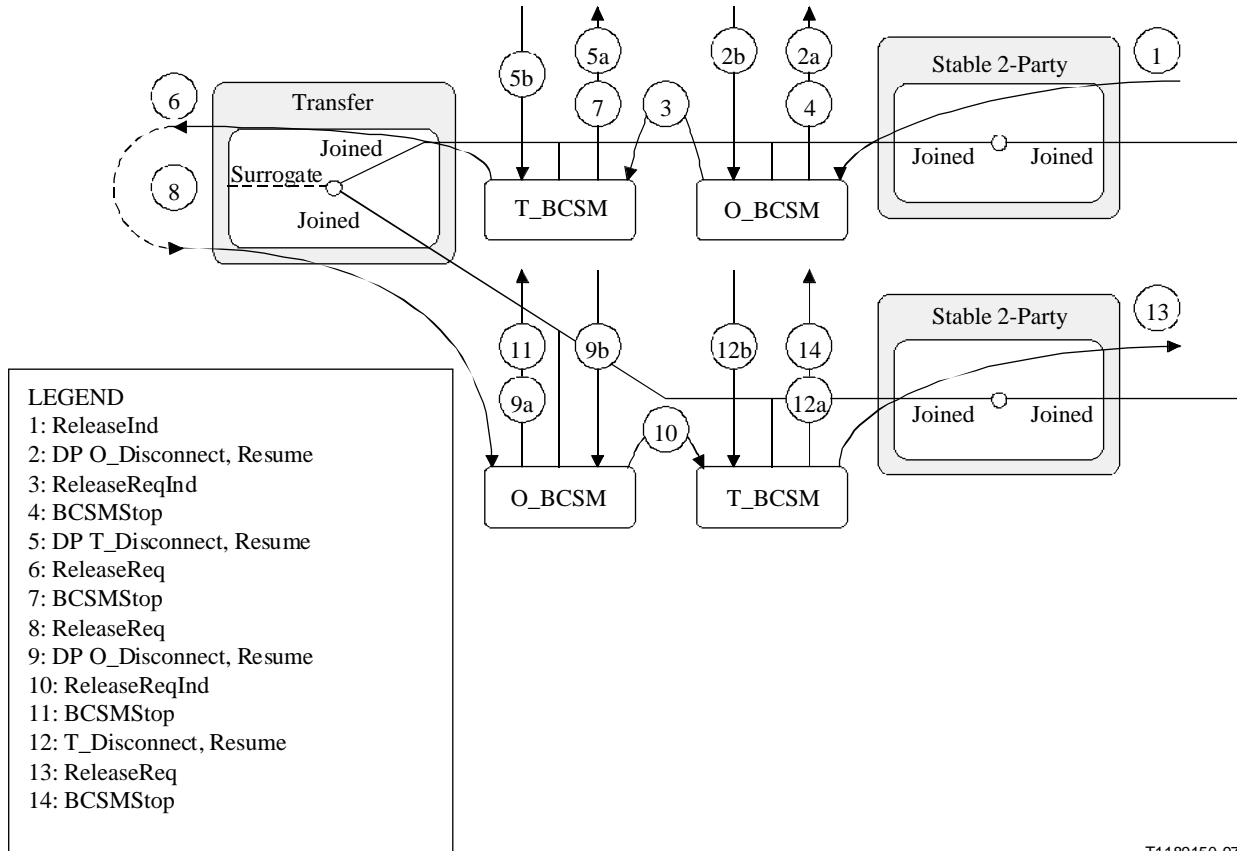 5b
5a
2b
2a
1
Stable 2-Party
6
Transfer
7
3
4
Joined
Joined
Joined
Surrogate
8
Joined
T_BCSM
O_BCSM
Stable 2-Party
13
11
9b
12b
14
9a
12a
Joined
Joined
10
O_BCSM
T_BCSM
LEGEND
1: ReleaseInd
2: DP O_Disconnect, Resume
3: ReleaseReqInd
4: BCSMStop
5: DP T_Disconnect, Resume
6: ReleaseReq
7: BCSMStop
8: ReleaseReq
9: DP O_Disconnect, Resume
10: ReleaseReqInd
11: BCSMStop
12: T_Disconnect, Resume
13: ReleaseReq
14: BCSMStop